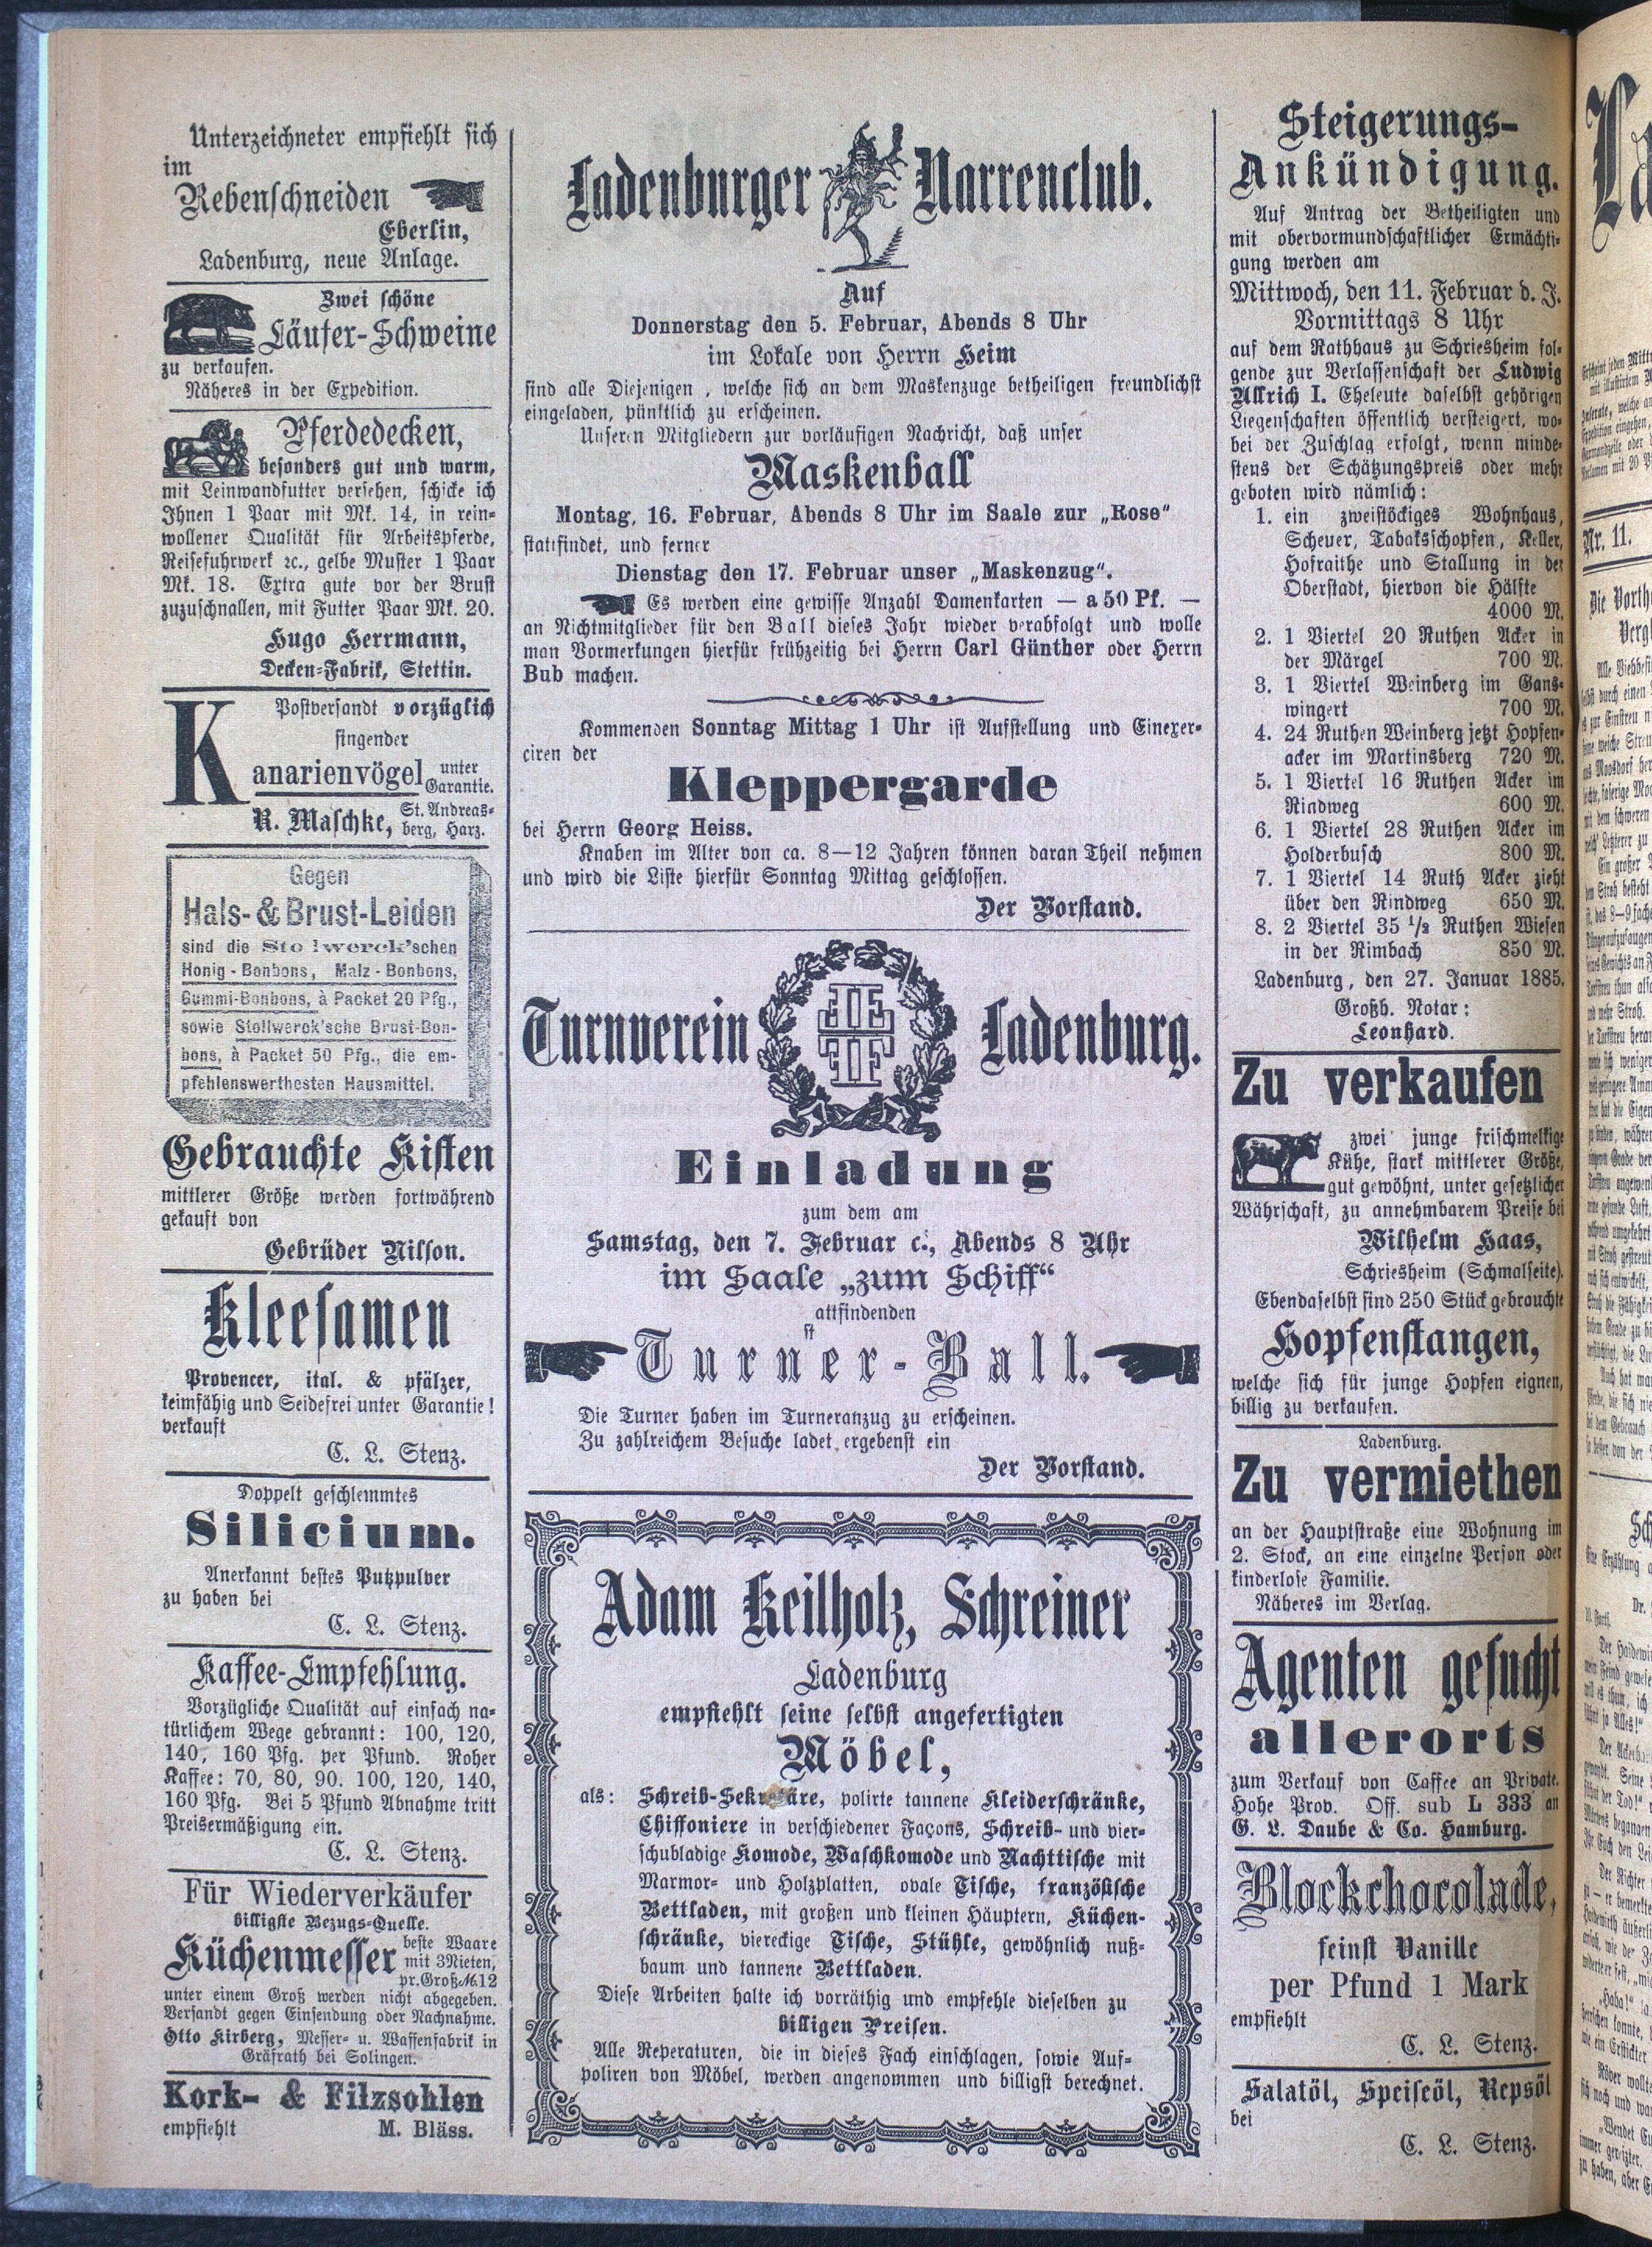 Unterzeichneter empfiehlt sich
im
Rebenschneiden
Eberlin,
Ladenburg, neue Anlage.
Zwei schöne
Läufer-Schweine
zu verkaufen.
Näheres in der Expedition.
Pferdedecken,
besonders gut und warm,
mit Leinwandfutter versehen, schicke ich
Ihnen 1 Paar mit Mk. 14, in rein-
wollener Qualität für Arbeitspferde,
Reisefuhrwerk ꝛc., gelbe Muster 1 Paar
Mk. 18. Extra gute vor der Brust
zuzuschnallen, mit Futter Paar Mk. 20.
Hugo Herrmann,
Decken-Fabrik, Stettin.
Postversandt vorzüglich
singender
Kanarienvögel unter
Garantie.
R. Maschke, St. Andreas-
berg, Harz.
Gegen
Hals- & Brust-Leiden
sind die Stollwerck'schen
Honig - Bonbons, Malz - Bonbons,
Gummi-Bonbons, à Packet 20 Pfg.,
sowie Stollwerck'sche Brust-Bon-
bons, à Packet 50 Pfg., die em-
pfehlenswerthesten Hausmittel.
Gebrauchte Kisten
mittlerer Größe werden fortwährend
gekauft von
Gebrüder Nilson.
Kleesamen
Provencer, ital. & pfälzer,
keimfähig und Seidefrei unter Garantie!
verkauft
C. L. Stenz.
Doppelt geschlemmtes
Silicium.
Anerkannt bestes Putzpulver
zu haben bei
C. L. Stenz.
Kaffee-Empfehlung.
Vorzügliche Qualität auf einfach na-
türlichem Wege gebrannt: 100, 120,
140, 160 Pfg. per Pfund. Roher
Kaffee: 70, 80, 90. 100, 120, 140,
160 Pfg. Bei 5 Pfund Abnahme tritt
Preisermäßigung ein.
C. L. Stenz.
Für Wiederverkäufer
billigste Bezugs-Quelle.
Küchenmesser beste Waare
mit 3 Nieten,
pr. Groß M 12
unter einem Groß werden nicht abgegeben.
Versandt gegen Einsendung oder Nachnahme.
Otto Kirberg, Messer- u. Waffenfabrik in
Gräfrath bei Solingen.
Kork- & Filzsohlen
empfiehlt M. Bläss.
Ladenburger Narrenclub.
Auf
Donnerstag den 5. Februar, Abends 8 Uhr
im Lokale von Herrn Heim
sind alle Diejenigen , welche sich an dem Maskenzuge betheiligen freundlichst
eingeladen, pünktlich zu erscheinen.
Unseren Mitgliedern zur vorläufigen Nachricht, daß unser
Maskenball
Montag, 16. Februar, Abends 8 Uhr im Saale zur „Rose"
stattfindet, und ferner
Dienstag den 17. Februar unser „Maskenzug".
Es werden eine gewisse Anzahl Damenkarten — a 50 Pf. —
an Nichtmitglieder für den Ball dieses Jahr wieder verabfolgt und wolle
man Vormerkungen hierfür frühzeitig bei Herrn Carl Günther oder Herrn
Bub machen.
Kommenden Sonntag Mittag 1 Uhr ist Aufstellung und Einexer-
ciren der
Kleppergarde
bei Herrn Georg Heiss.
Knaben im Alter von ca. 8—12 Jahren können daran Theil nehmen
und wird die Liste hierfür Sonntag Mittag geschlossen.
Der Vorstand.
Turnverein Ladenburg.
Einladung
zum dem am
Samstag, den 7. Februar c., Abends 8 Uhr
im Saale „zum Schiff"
attfindenden
st
Turner-Ball.
Die Turner haben im Turneranzug zu erscheinen.
Zu zahlreichem Besuche ladet ergebenst ein
Der Vorstand.
Adam Keilholz, Schreiner
Ladenburg
empfiehlt seine selbst angefertigten
Möbel,
als: Schreib-Sekretäre, polirte tannene Kleiderschränke,
Chiffoniere in verschiedener Façons, Schreib- und vier-
schubladige Komode, Waschkomode und Nachttische mit
Marmor- und Holzplatten, ovale Tische, französische
Bettladen, mit großen und kleinen Häuptern, Küchen-
schränke, viereckige Tische, Stühle, gewöhnlich nuß-
baum und tannene Bettladen.
Diese Arbeiten halte ich vorräthig und empfehle dieselben zu
billigen Preisen.
Alle Reperaturen, die in dieses Fach einschlagen, sowie Auf-
poliren von Möbel, werden angenommen und billigst berechnet.
Steigerungs-
Ankündigung.
Auf Antrag der Betheiligten und
mit obervormundschaftlicher Ermächti-
gung werden am
Mittwoch, den 11. Februar d. J.
Vormittags 8 Uhr
auf dem Rathhaus zu Schriesheim fol-
gende zur Verlassenschaft der Ludwig
Allrich I. Eheleute daselbst gehörigen
Liegenschaften öffentlich versteigert, wo-
bei der Zuschlag erfolgt, wenn minde-
stens der Schätzungspreis oder mehr
geboten wird nämlich:
1. ein zweistöckiges Wohnhaus,
Scheuer, Tabaksschopfen, Keller,
Hofraithe und Stallung in der
Oberstadt, hiervon die Hälfte
4000 M.
2. 1 Viertel 20 Ruthen Acker in
der Märgel 700 M.
3. 1 Viertel Weinberg im Gans-
wingert 700 M.
4. 24 Ruthen Weinberg jetzt Hopfen-
acker im Martinsberg 720 M.
5. 1 Viertel 16 Ruthen Acker im
Rindweg 600 M.
6. 1 Viertel 28 Ruthen Acker im
Holderbusch 800 M.
7. 1 Viertel 14 Ruth Acker zieht
über den Rindweg 650 M.
8. 2 Viertel 35 1/2 Ruthen Wiesen
in der Rimbach 850 M.
Ladenburg, den 27. Januar 1885.
Großh. Notar:
Leonhard.
Zu verkaufen
zwei junge frischmelkige
Kühe, stark mittlerer Größe,
gut gewöhnt, unter gesetzlicher
Währschaft, zu annehmbarem Preise bei
Wilhelm Haas,
Schriesheim (Schmalseite).
Ebendaselbst sind 250 Stück gebrauchte
Hopfenstangen,
welche sich für junge Hopfen eignen,
billig zu verkaufen.
Ladenburg.
Zu vermiethen
an der Hauptstraße eine Wohnung im
2. Stock, an eine einzelne Person oder
kinderlose Familie.
Näheres im Verlag.
Agenten gesucht
allerorts
zum Verkauf von Caffee an Private.
Hohe Prov. Off. sub L 333 an
G. L. Daube & Co. Hamburg.
Blockchocolade,
feinst Vanille
per Pfund 1 Mark
empfiehlt
C. L. Stenz.
Salatöl, Speiseöl, Repsöl
bei
C. L. Stenz.
Nr. 11.